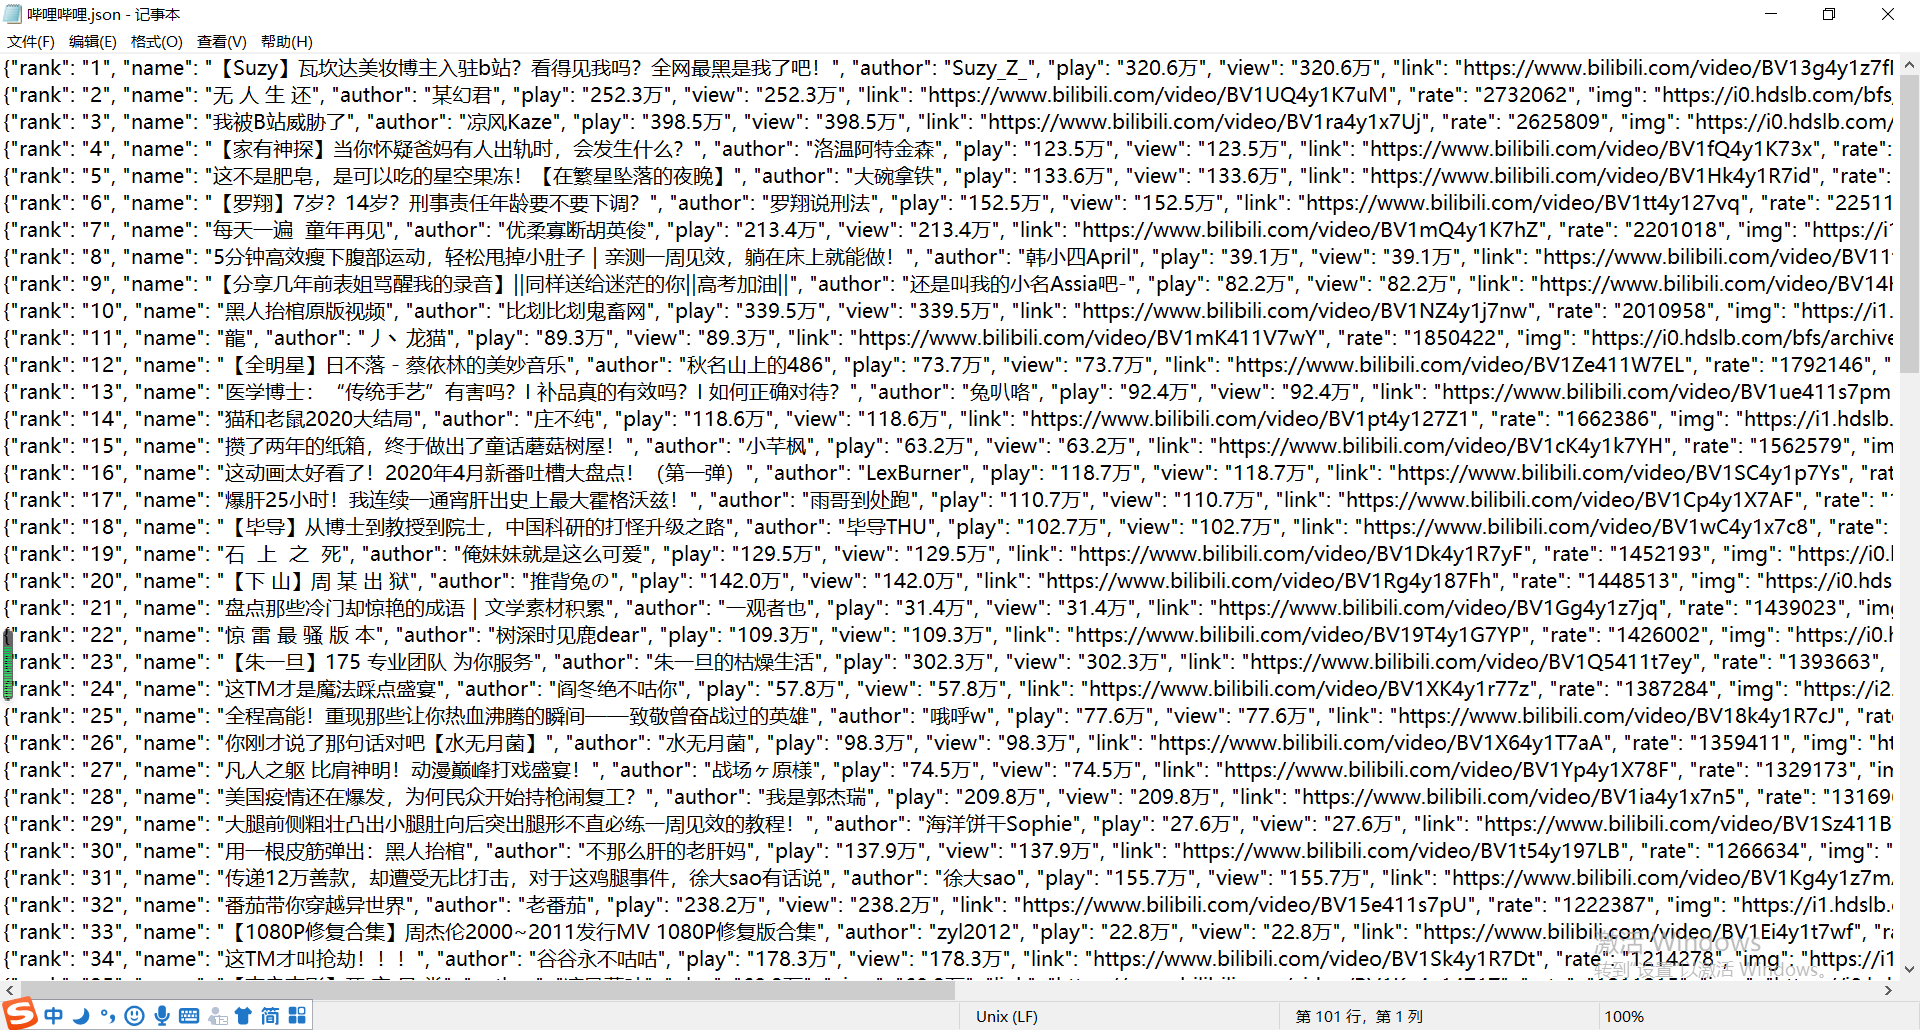 哔哩哔哩.json - 记事本
文件(F) 编辑(E) 格式(O) 查看(V) 帮助(H)
{"rank": "1", "name": "【Suzy】瓦坎达美妆博主入驻b站？看得见我吗？全网最黑是我了吧！", "author": "Suzy_Z_", "play": "320.6万", "view": "320.6万", "link": "https://www.bilibili.com/video/BV13g4y1z7f
{"rank": "2", "name": "无 人 生 还", "author": "某幻君", "play": "252.3万", "view": "252.3万", "link": "https://www.bilibili.com/video/BV1UQ4y1K7uM", "rate": "2732062", "img": "https://i0.hdslb.com/bfs
{"rank": "3", "name": "我被B站威胁了", "author": "凉风Kaze", "play": "398.5万", "view": "398.5万", "link": "https://www.bilibili.com/video/BV1ra4y1x7Uj", "rate": "2625809", "img": "https://i0.hdslb.com/
{"rank": "4", "name": "【家有神探】当你怀疑爸妈有人出轨时，会发生什么？", "author": "洛温阿特金森", "play": "123.5万", "view": "123.5万", "link": "https://www.bilibili.com/video/BV1fQ4y1K73x", "rate":
{"rank": "5", "name": "这不是肥皂，是可以吃的星空果冻！【在繁星坠落的夜晚】", "author": "大碗拿铁", "play": "133.6万", "view": "133.6万", "link": "https://www.bilibili.com/video/BV1Hk4y1R7id", "rate":
{"rank": "6", "name": "【罗翔】7岁？14岁？刑事责任年龄要不要下调？", "author": "罗翔说刑法", "play": "152.5万", "view": "152.5万", "link": "https://www.bilibili.com/video/BV1tt4y127vq", "rate": "22511
{"rank": "7", "name": "每天一遍  童年再见", "author": "优柔寡断胡英俊", "play": "213.4万", "view": "213.4万", "link": "https://www.bilibili.com/video/BV1mQ4y1K7hZ", "rate": "2201018", "img": "https://i1
{"rank": "8", "name": "5分钟高效瘦下腹部运动，轻松甩掉小肚子 | 亲测一周见效，躺在床上就能做！", "author": "韩小四April", "play": "39.1万", "view": "39.1万", "link": "https://www.bilibili.com/video/BV11
{"rank": "9", "name": "【分享几年前表姐骂醒我的录音】||同样送给迷茫的你||高考加油||", "author": "还是叫我的小名Assia吧-", "play": "82.2万", "view": "82.2万", "link": "https://www.bilibili.com/video/BV14
{"rank": "10", "name": "黑人抬棺原版视频", "author": "比划比划鬼畜网", "play": "339.5万", "view": "339.5万", "link": "https://www.bilibili.com/video/BV1NZ4y1j7nw", "rate": "2010958", "img": "https://i1.
{"rank": "11", "name": "龍", "author": "丿丶龙猫", "play": "89.3万", "view": "89.3万", "link": "https://www.bilibili.com/video/BV1mK411V7wY", "rate": "1850422", "img": "https://i0.hdslb.com/bfs/archive
{"rank": "12", "name": "【全明星】日不落 - 蔡依林的美妙音乐", "author": "秋名山上的486", "play": "73.7万", "view": "73.7万", "link": "https://www.bilibili.com/video/BV1Ze411W7EL", "rate": "1792146", "
{"rank": "13", "name": "医学博士：“传统手艺”有害吗？l 补品真的有效吗？l 如何正确对待？", "author": "兔叭咯", "play": "92.4万", "view": "92.4万", "link": "https://www.bilibili.com/video/BV1ue411s7pm
{"rank": "14", "name": "猫和老鼠2020大结局", "author": "庄不纯", "play": "118.6万", "view": "118.6万", "link": "https://www.bilibili.com/video/BV1pt4y127Z1", "rate": "1662386", "img": "https://i1.hdslb.
{"rank": "15", "name": "攒了两年的纸箱，终于做出了童话蘑菇树屋！", "author": "小芊枫", "play": "63.2万", "view": "63.2万", "link": "https://www.bilibili.com/video/BV1cK4y1k7YH", "rate": "1562579", "im
{"rank": "16", "name": "这动画太好看了！2020年4月新番吐槽大盘点！（第一弹）", "author": "LexBurner", "play": "118.7万", "view": "118.7万", "link": "https://www.bilibili.com/video/BV1SC4y1p7Ys", "rat
{"rank": "17", "name": "爆肝25小时！我连续一通宵肝出史上最大霍格沃兹！", "author": "雨哥到处跑", "play": "110.7万", "view": "110.7万", "link": "https://www.bilibili.com/video/BV1Cp4y1X7AF", "rate": "
{"rank": "18", "name": "【毕导】从博士到教授到院士，中国科研的打怪升级之路", "author": "毕导THU", "play": "102.7万", "view": "102.7万", "link": "https://www.bilibili.com/video/BV1wC4y1x7c8", "rate":
{"rank": "19", "name": "石  上  之  死", "author": "俺妹妹就是这么可爱", "play": "129.5万", "view": "129.5万", "link": "https://www.bilibili.com/video/BV1Dk4y1R7yF", "rate": "1452193", "img": "https://i0.
{"rank": "20", "name": "【下 山】周 某 出 狱", "author": "推背兔の", "play": "142.0万", "view": "142.0万", "link": "https://www.bilibili.com/video/BV1Rg4y187Fh", "rate": "1448513", "img": "https://i0.hds
{"rank": "21", "name": "盘点那些冷门却惊艳的成语 | 文学素材积累", "author": "一观者也", "play": "31.4万", "view": "31.4万", "link": "https://www.bilibili.com/video/BV1Gg4y1z7jq", "rate": "1439023", "im
{"rank": "22", "name": "惊 雷 最 骚 版 本", "author": "树深时见鹿dear", "play": "109.3万", "view": "109.3万", "link": "https://www.bilibili.com/video/BV19T4y1G7YP", "rate": "1426002", "img": "https://i0.
{"rank": "23", "name": "【朱一旦】175 专业团队 为你服务", "author": "朱一旦的枯燥生活", "play": "302.3万", "view": "302.3万", "link": "https://www.bilibili.com/video/BV1Q5411t7ey", "rate": "1393663",
{"rank": "24", "name": "这TM才是魔法踩点盛宴", "author": "阎冬绝不咕你", "play": "57.8万", "view": "57.8万", "link": "https://www.bilibili.com/video/BV1XK4y1r77z", "rate": "1387284", "img": "https://i2.
{"rank": "25", "name": "全程高能！重现那些让你热血沸腾的瞬间——致敬曾奋战过的英雄", "author": "哦呼w", "play": "77.6万", "view": "77.6万", "link": "https://www.bilibili.com/video/BV18k4y1R7cJ", "rat
{"rank": "26", "name": "你刚才说了那句话对吧【水无月菌】", "author": "水无月菌", "play": "98.3万", "view": "98.3万", "link": "https://www.bilibili.com/video/BV1X64y1T7aA", "rate": "1359411", "img": "ht
{"rank": "27", "name": "凡人之躯 比肩神明！动漫巅峰打戏盛宴！", "author": "战场ヶ原様", "play": "74.5万", "view": "74.5万", "link": "https://www.bilibili.com/video/BV1Yp4y1X78F", "rate": "1329173", "im
{"rank": "28", "name": "美国疫情还在爆发，为何民众开始持枪闹复工？", "author": "我是郭杰瑞", "play": "209.8万", "view": "209.8万", "link": "https://www.bilibili.com/video/BV1ia4y1x7n5", "rate": "13169
{"rank": "29", "name": "大腿前侧粗壮凸出小腿肚向后突出腿形不直必练一周见效的教程！", "author": "海洋饼干Sophie", "play": "27.6万", "view": "27.6万", "link": "https://www.bilibili.com/video/BV1Sz411B
{"rank": "30", "name": "用一根皮筋弹出：黑人抬棺", "author": "不那么肝的老肝妈", "play": "137.9万", "view": "137.9万", "link": "https://www.bilibili.com/video/BV1t54y197LB", "rate": "1266634", "img": "
{"rank": "31", "name": "传递12万善款，却遭受无比打击，对于这鸡腿事件，徐大sao有话说", "author": "徐大sao", "play": "155.7万", "view": "155.7万", "link": "https://www.bilibili.com/video/BV1Kg4y1z7m
{"rank": "32", "name": "番茄带你穿越异世界", "author": "老番茄", "play": "238.2万", "view": "238.2万", "link": "https://www.bilibili.com/video/BV15e411s7pU", "rate": "1222387", "img": "https://i1.hdslb.
{"rank": "33", "name": "【1080P修复合集】周杰伦2000~2011发行MV 1080P修复版合集", "author": "zyl2012", "play": "22.8万", "view": "22.8万", "link": "https://www.bilibili.com/video/BV1Ei4y1t7wf", "ra
{"rank": "34", "name": "这TM才叫抢劫！！！", "author": "谷谷永不咕咕", "play": "178.3万", "view": "178.3万", "link": "https://www.bilibili.com/video/BV1Sk4y1R7Dt", "rate": "1214278", "img": "https://i1.
激活 Windows
转到"设置"以激活 Windows。
中 简
Unix (LF) 第 101 行，第 1 列 100%